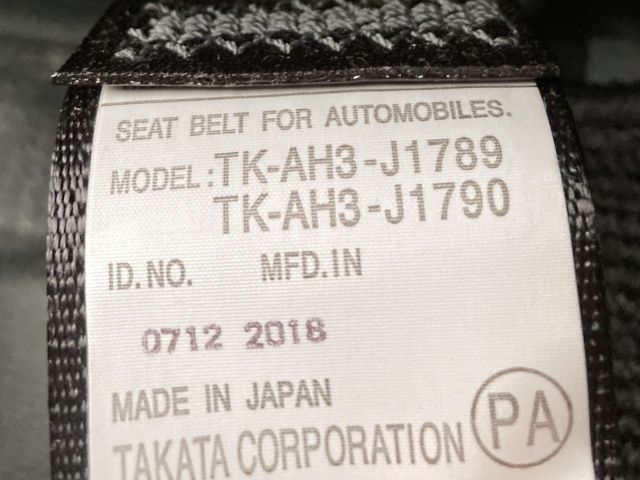 SEAT BELT FOR AUTOMOBILES.
MODEL: TK-AH3-J1789
TK-AH3-J1790
ID.NO. MFD.IN
0712 2018
MADE IN JAPAN
TAKATA CORPORATION PA